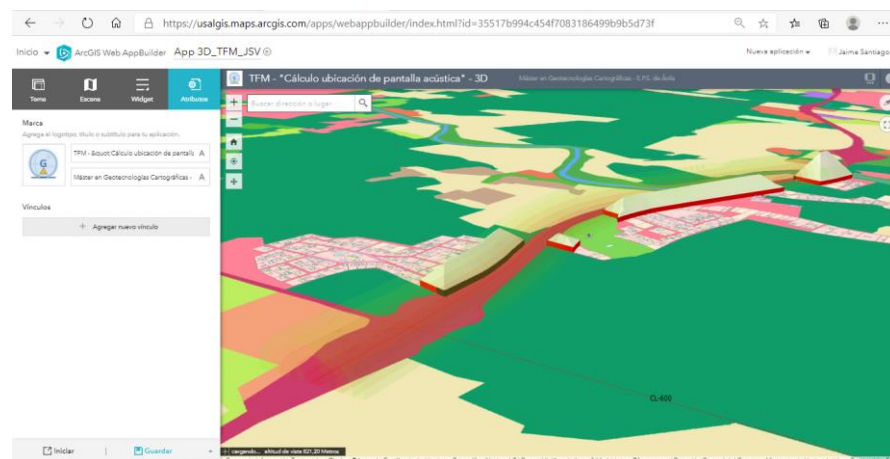 https://usalgis.maps.arcgis.com/apps/webappbuilder/index.html?id=35517b994c454f7083186499b9b5d73f
Inicio ArcGIS Web AppBuilder App 3D_TFM_JSV Nueva aplicación Jaime Santiago
Tema Escena Widget Atributos
TFM - "Cálculo ubicación de pantalla acústica" - 3D Máster en Geotecnologías Cartográficas - E.P.S. de Ávila
Buscar dirección o lugar
Marca
Agrega el logotipo, título o subtítulo para tu aplicación.
TFM - &quot Cálculo ubicación de pantalla
Máster en Geotecnologías Cartográficas -
Vínculos
+ Agregar nuevo vínculo
CL-600
Iniciar | Guardar
cargando... altitud de vista 821,20 Metros